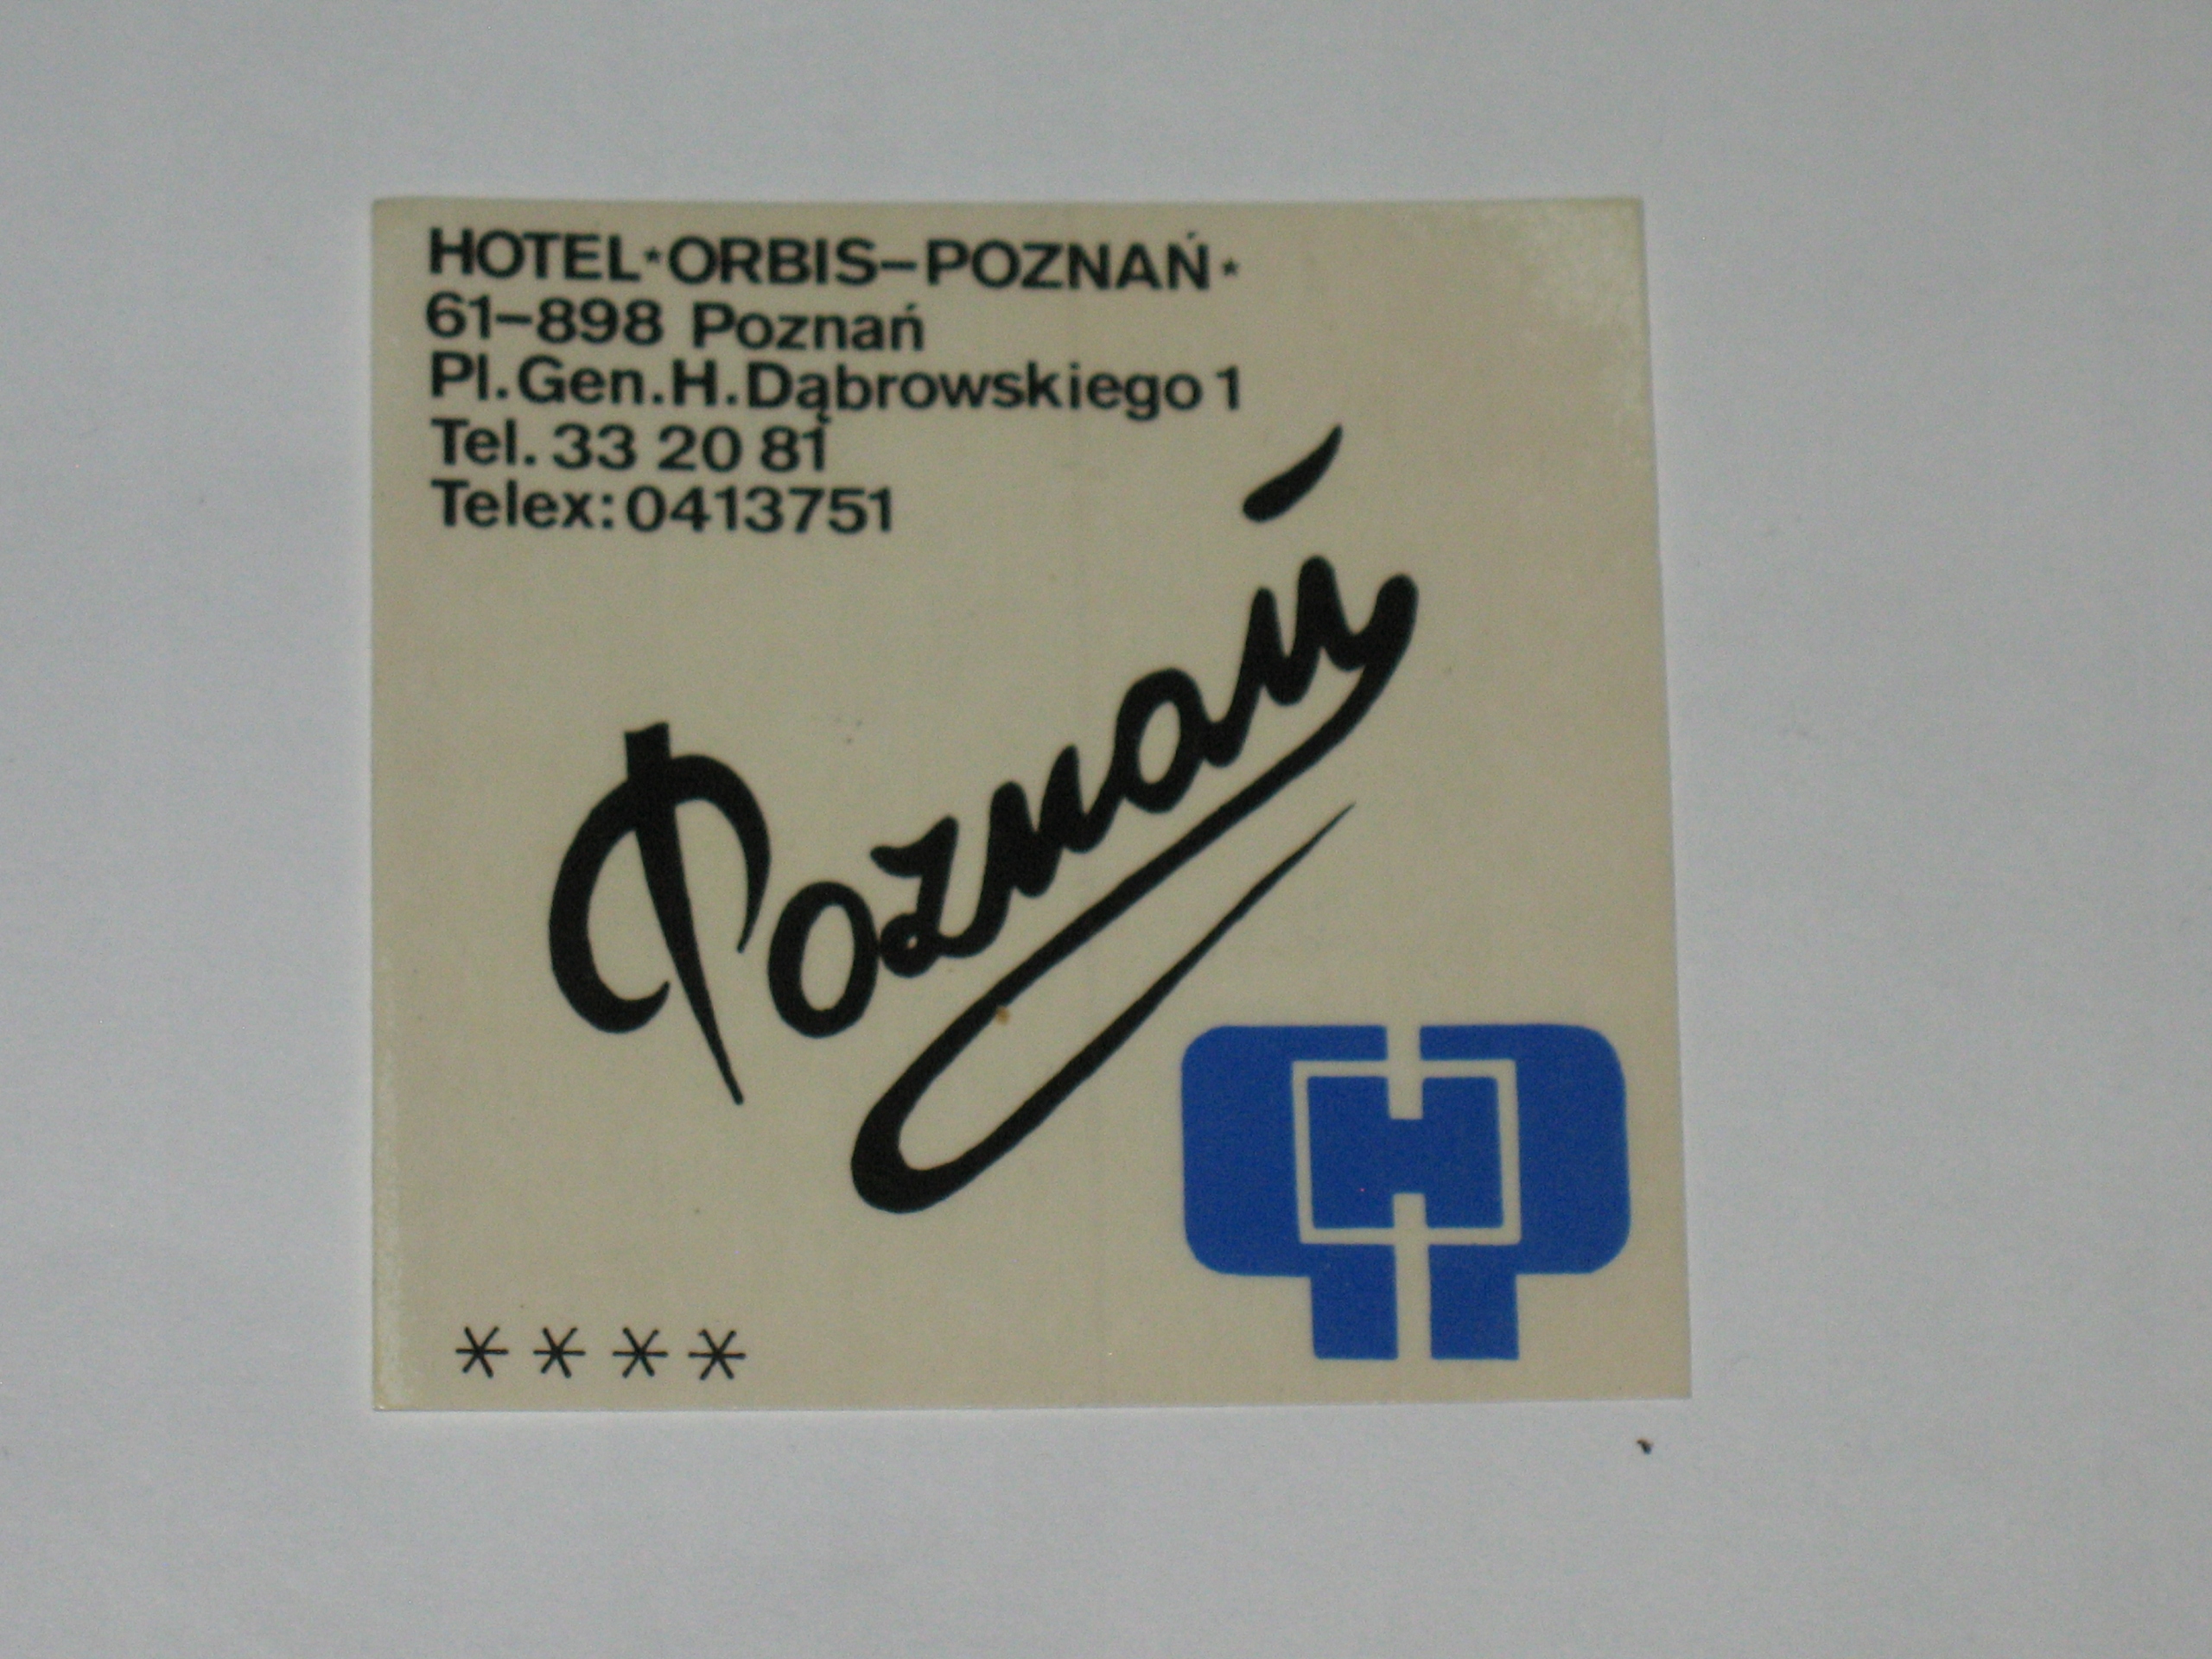 HOTEL*ORBIS–POZNAŃ*
61–898 Poznań
Pl.Gen.H.Dąbrowskiego 1
Tel. 33 20 81
Telex: 0413751
Poznań
H
****